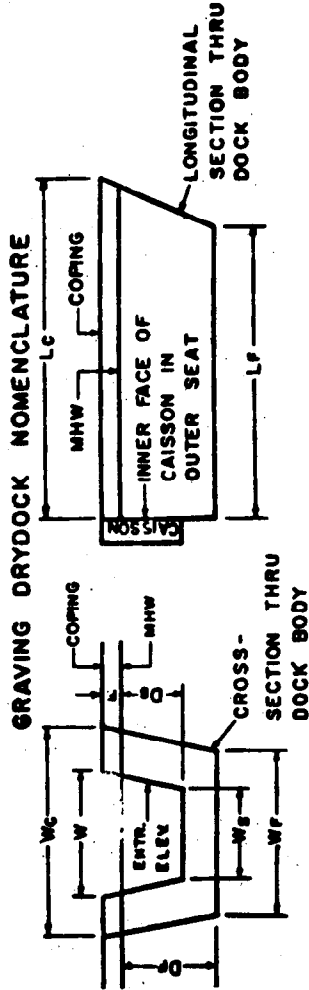 GRAVING DRYDOCK NOMENCLATURE
COPING
MHW
WC
W
F
DS
ENTR.
ELEV.
DF
WS
WF
CROSS-
SECTION THRU
DOCK BODY
LC
MHW
COPING
CAISSON
INNER FACE OF
CAISSON IN
OUTER SEAT
LF
LONGITUDINAL
SECTION THRU
DOCK BODY